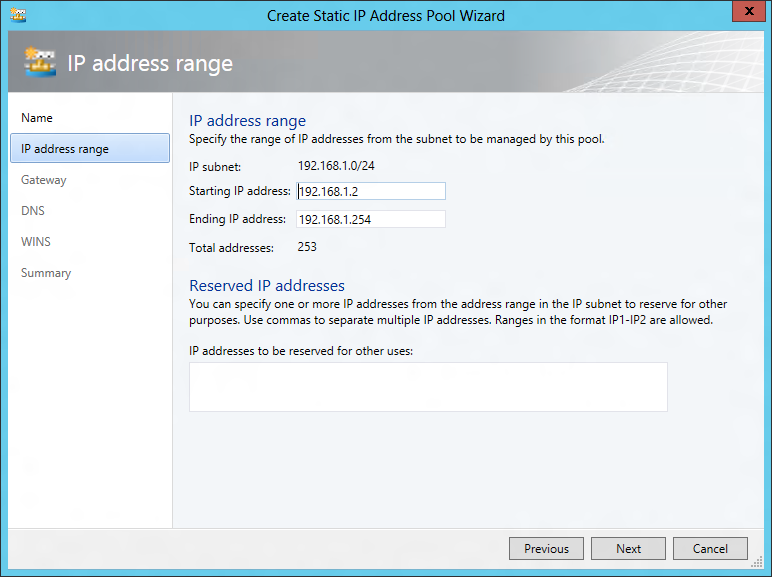 Create Static IP Address Pool Wizard
x
IP address range
Name
IP address range
Gateway
DNS
WINS
Summary
IP address range
Specify the range of IP addresses from the subnet to be managed by this pool.
IP subnet: 192.168.1.0/24
Starting IP address: 192.168.1.2
Ending IP address: 192.168.1.254
Total addresses: 253
Reserved IP addresses
You can specify one or more IP addresses from the address range in the IP subnet to reserve for other
purposes. Use commas to separate multiple IP addresses. Ranges in the format IP1-IP2 are allowed.
IP addresses to be reserved for other uses:
Previous Next Cancel